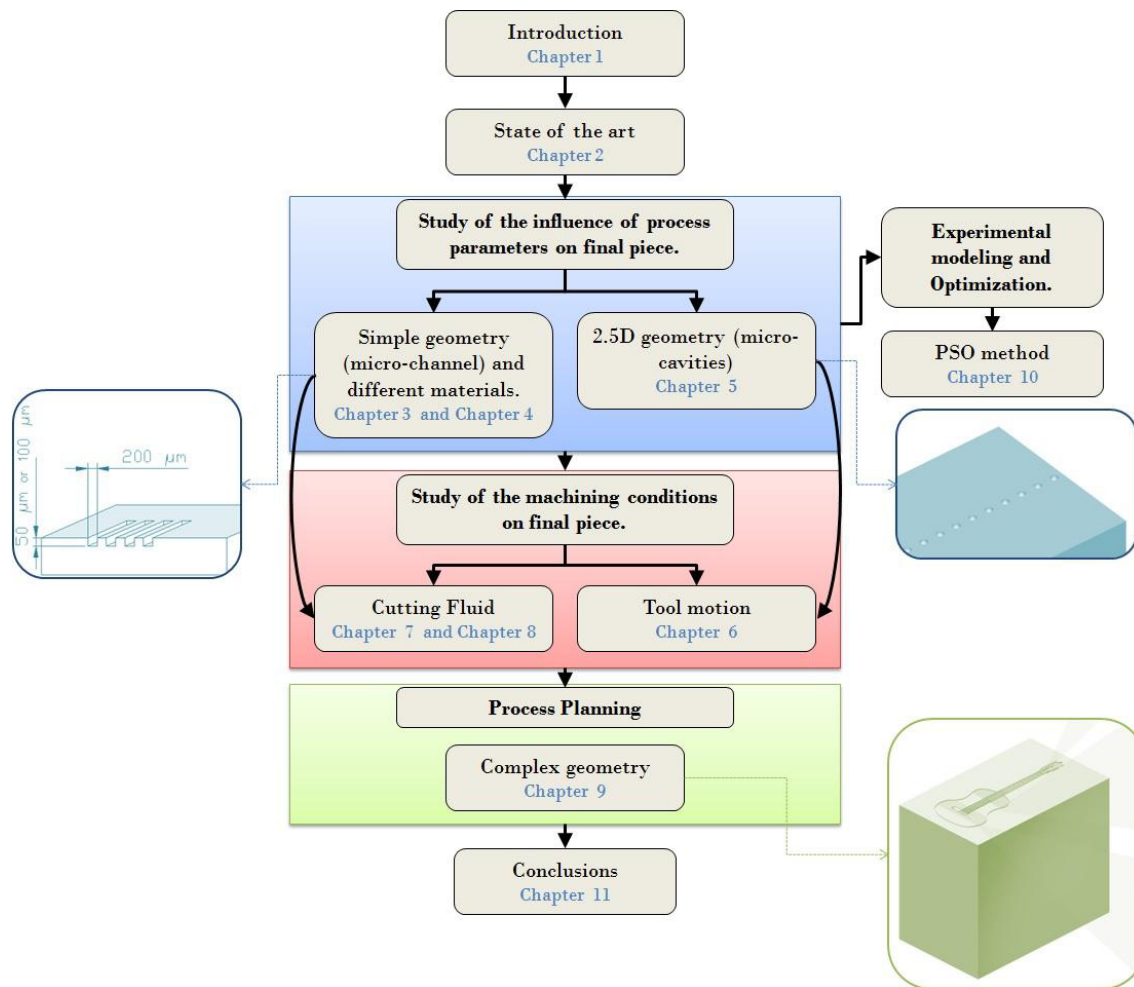 Introduction
Chapter 1
State of the art
Chapter 2
Study of the influence of process
parameters on final piece.
Experimental
modeling and
Optimization.
Simple geometry
(micro-channel) and
different materials.
Chapter 3 and Chapter 4
2.5D geometry (micro-
cavities)
Chapter 5
PSO method
Chapter 10
50 µm or 100 µm
200 µm
Study of the machining conditions
on final piece.
Cutting Fluid
Chapter 7 and Chapter 8
Tool motion
Chapter 6
Process Planning
Complex geometry
Chapter 9
Conclusions
Chapter 11